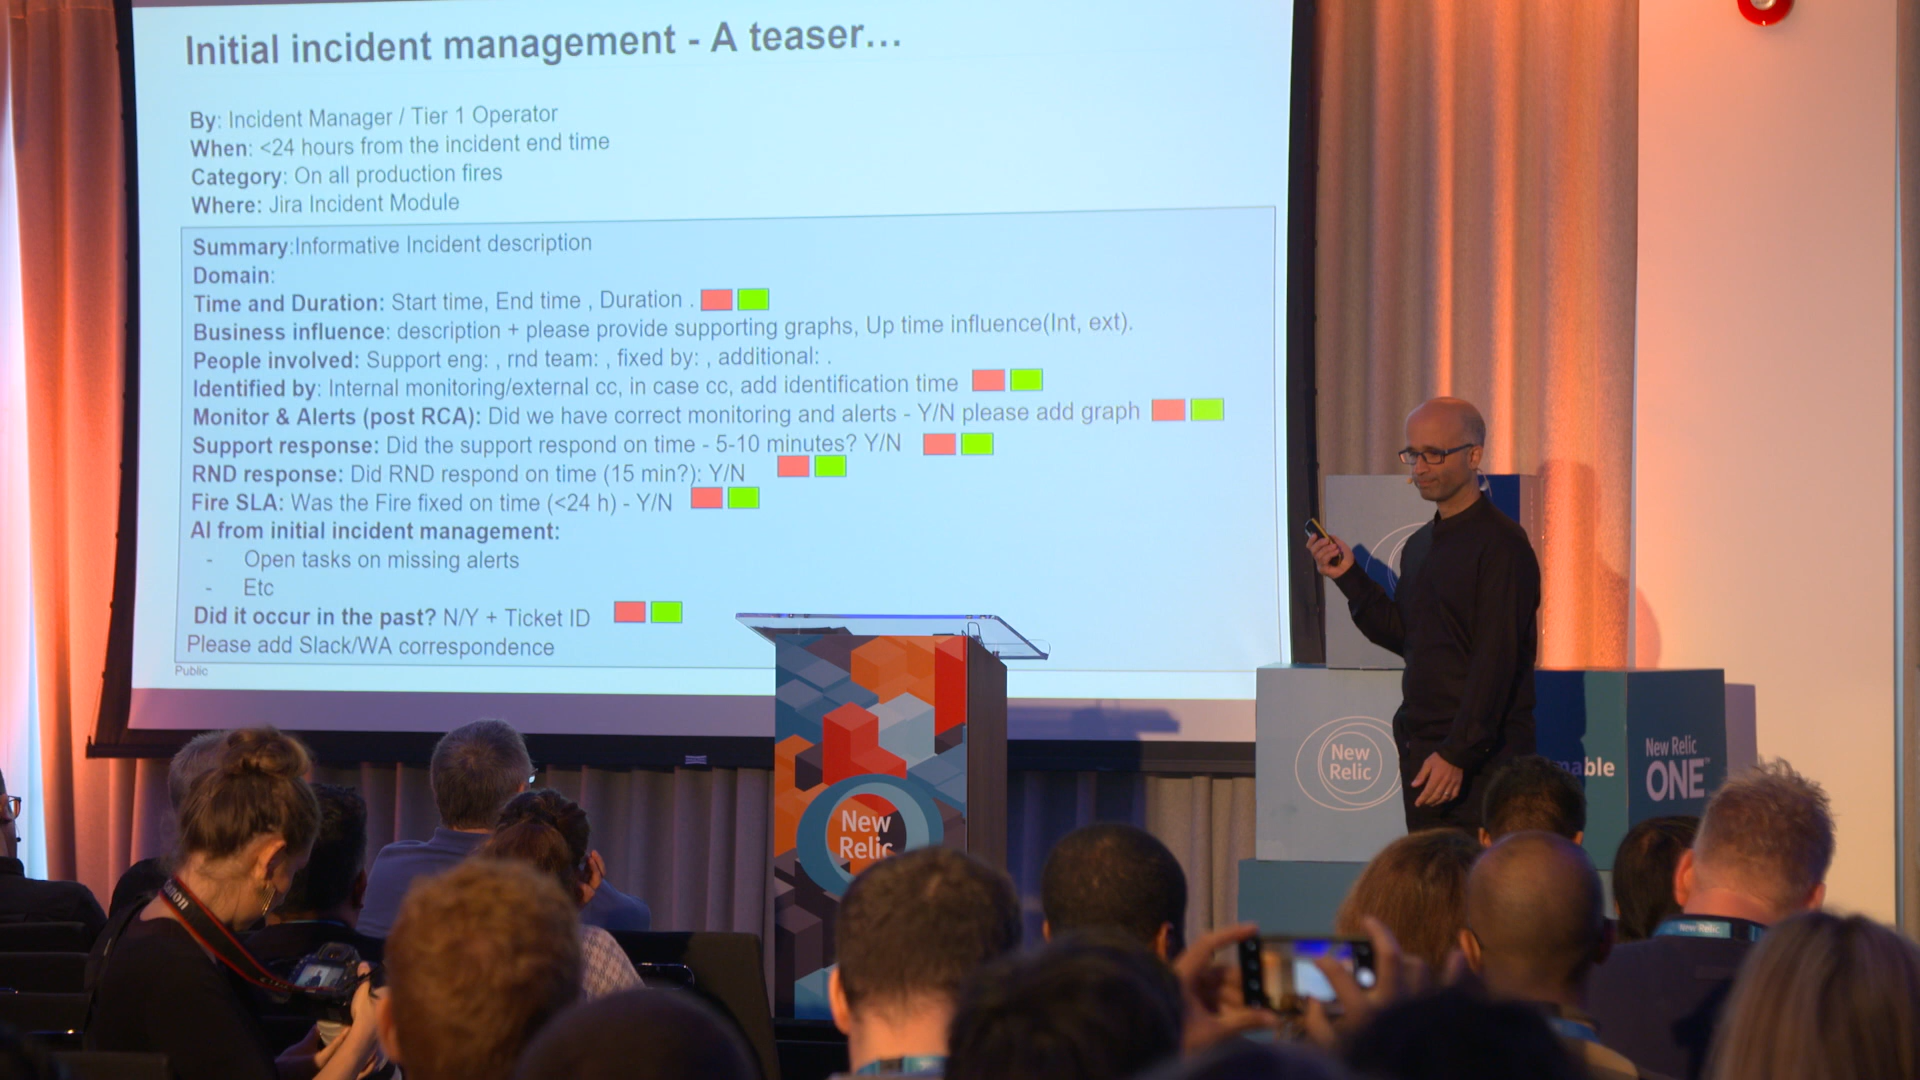 Initial incident management - A teaser...
By: Incident Manager / Tier 1 Operator
When: <24 hours from the incident end time
Category: On all production fires
Where: Jira Incident Module
Summary:Informative Incident description
Domain:
Time and Duration: Start time, End time , Duration .
Business influence: description + please provide supporting graphs, Up time influence(Int, ext).
People involved: Support eng: , rnd team: , fixed by: , additional: .
Identified by: Internal monitoring/external cc, in case cc, add identification time
Monitor & Alerts (post RCA): Did we have correct monitoring and alerts - Y/N please add graph
Support response: Did the support respond on time - 5-10 minutes? Y/N
RND response: Did RND respond on time (15 min?): Y/N
Fire SLA: Was the Fire fixed on time (<24 h) - Y/N
AI from initial incident management:
- Open tasks on missing alerts
- Etc
Did it occur in the past? N/Y + Ticket ID
Please add Slack/WA correspondence
Public
New
Relic
New
Relic
mable
New Relic
ONE™
Canon
New Relic